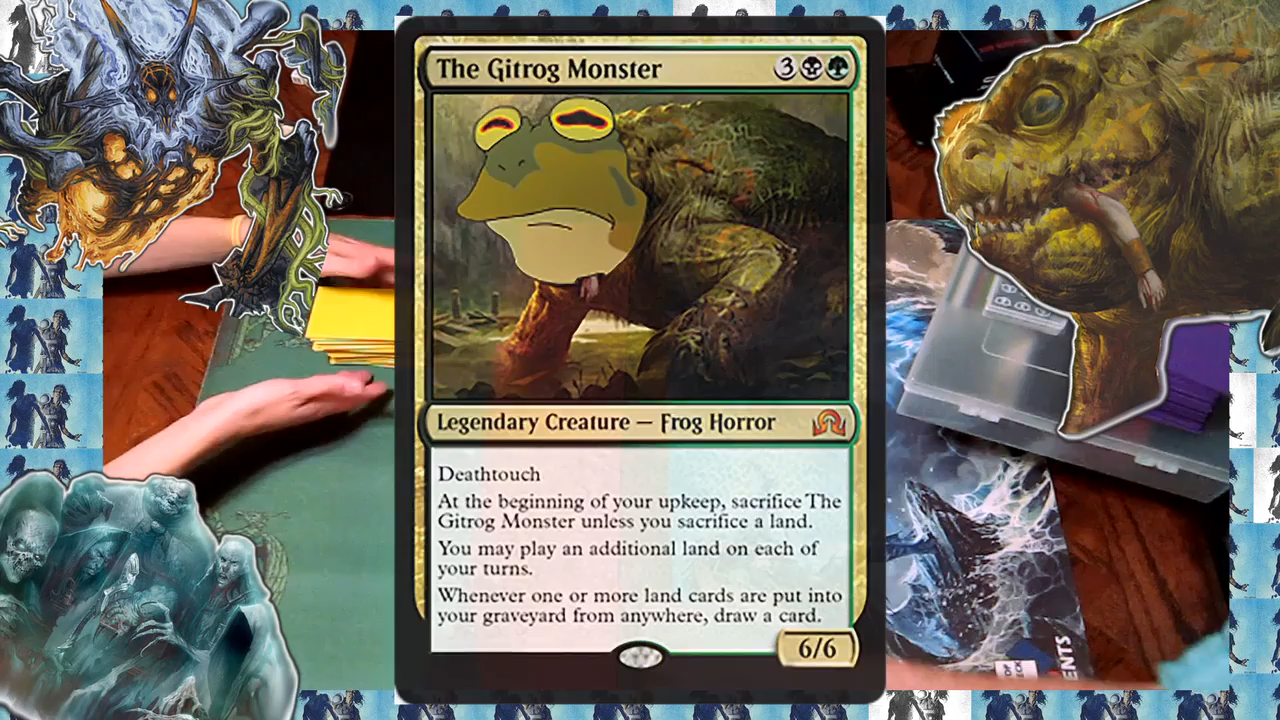 The Gitrog Monster 3
Legendary Creature — Frog Horror
Deathtouch
At the beginning of your upkeep, sacrifice The
Gitrog Monster unless you sacrifice a land.
You may play an additional land on each of
your turns.
Whenever one or more land cards are put into
your graveyard from anywhere, draw a card.
6/6
ENTS